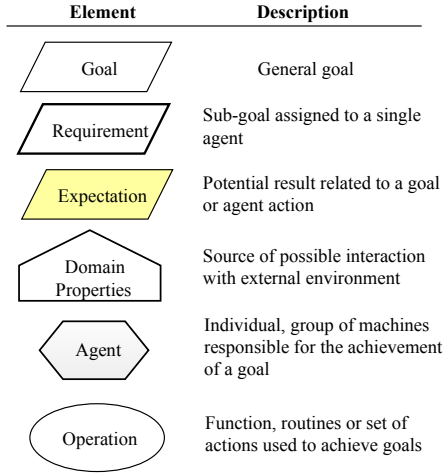 Element Description
Goal General goal
Requirement Sub-goal assigned to a single
agent
Expectation Potential result related to a goal
or agent action
Domain
Properties
Source of possible interaction
with external environment
Agent
Individual, group of machines
responsible for the achievement
of a goal
Operation
Function, routines or set of
actions used to achieve goals